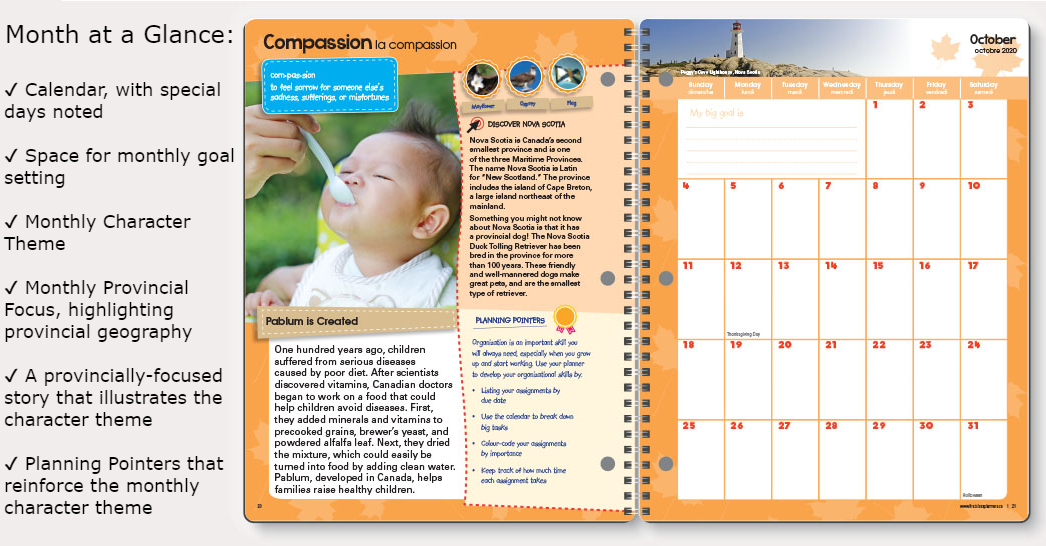 Month at a Glance:
✓ Calendar, with special
days noted
✓ Space for monthly goal
setting
✓ Monthly Character
Theme
✓ Monthly Provincial
Focus, highlighting
provincial geography
✓ A provincially-focused
story that illustrates the
character theme
✓ Planning Pointers that
reinforce the monthly
character theme
Compassion la compassion
com·pas·sion
to feel sorrow for someone else's
sadness, sufferings, or misfortunes
Mayflower Osprey Flag
DISCOVER NOVA SCOTIA
Nova Scotia is Canada's second
smallest province and is one
of the three Maritime Provinces.
The name Nova Scotia is Latin
for "New Scotland." The province
includes the island of Cape Breton,
a large island northeast of the
mainland.
Something you might not know
about Nova Scotia is that it has
a provincial dog! The Nova Scotia
Duck Tolling Retriever has been
bred in the province for more
than 100 years. These friendly
and well-mannered dogs make
great pets, and are the smallest
type of retriever.
Pablum is Created
One hundred years ago, children
suffered from serious diseases
caused by poor diet. After scientists
discovered vitamins, Canadian doctors
began to work on a food that could
help children avoid diseases. First,
they added minerals and vitamins to
precooked grains, brewer's yeast, and
powdered alfalfa leaf. Next, they dried
the mixture, which could easily be
turned into food by adding clean water.
Pablum, developed in Canada, helps
families raise healthy children.
PLANNING POINTERS
Organization is an important skill you
will always need, especially when you grow
up and start working. Use your planner
to develop your organizational skills by:
• Listing your assignments by
due date
• Use the calendar to break down
big tasks
• Colour-code your assignments
by importance
• Keep track of how much time
each assignment takes
20
Peggy's Cove Lighthouse, Nova Scotia
October
octobre 2020
Sunday Monday Tuesday Wednesday Thursday Friday Saturday
dimanche lundi mardi mercredi jeudi vendredi samedi
My big goal is
1 2 3
4 5 6 7 8 9 10
11 12 13 14 15 16 17
Thanksgiving Day
18 19 20 21 22 23 24
25 26 27 28 29 30 31
Halloween
21